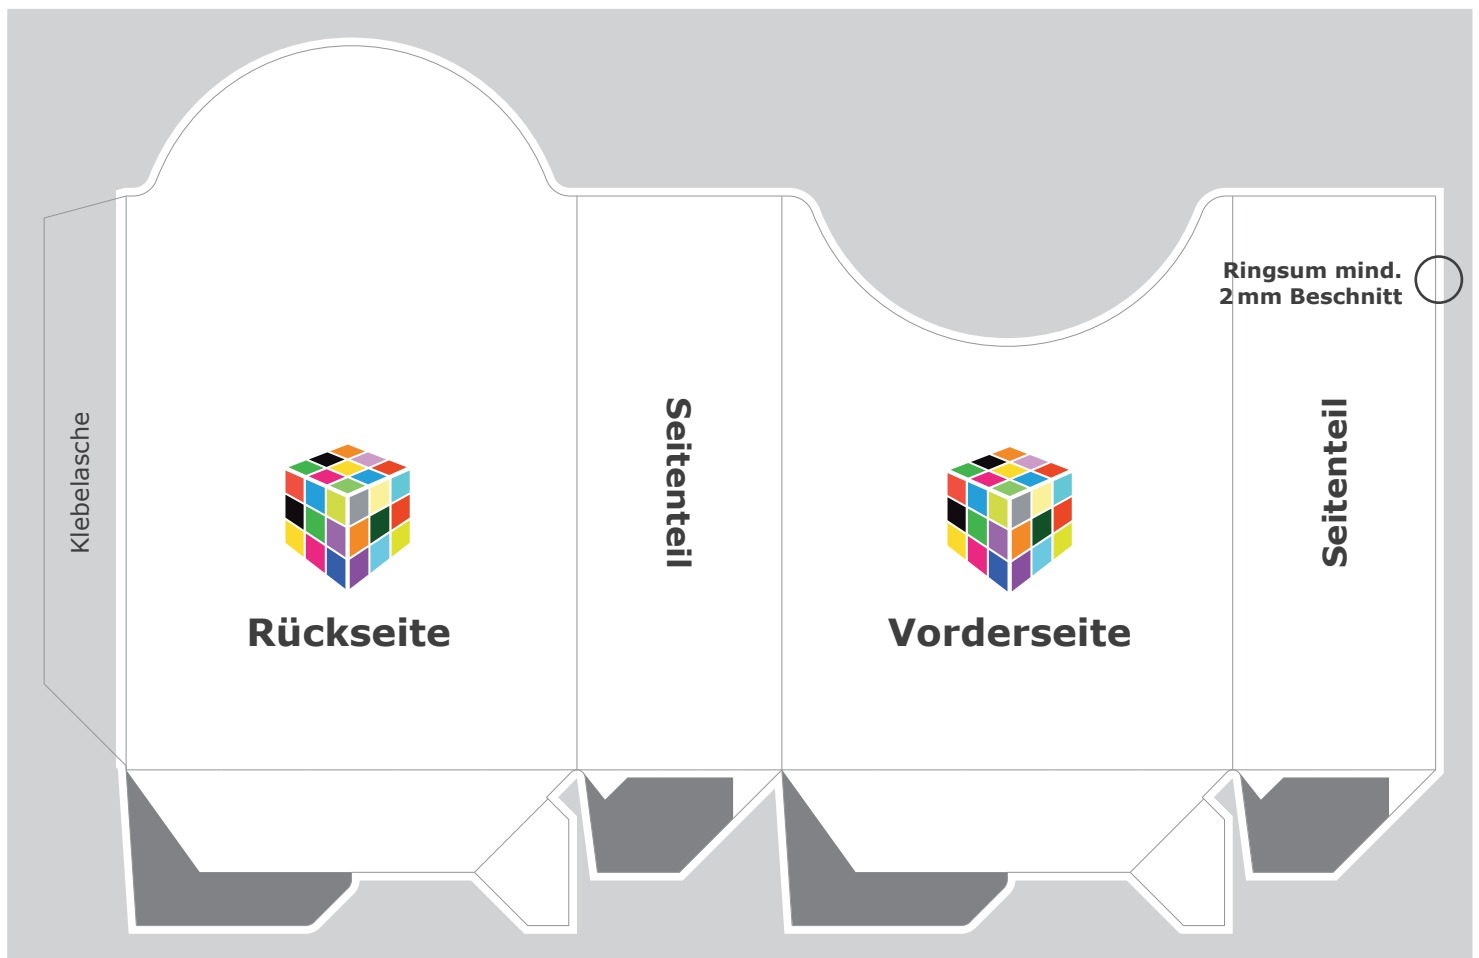 Ringsum mind.
2 mm Beschnitt
Klebelasche
Rückseite
Seitenteil
Vorderseite
Seitenteil